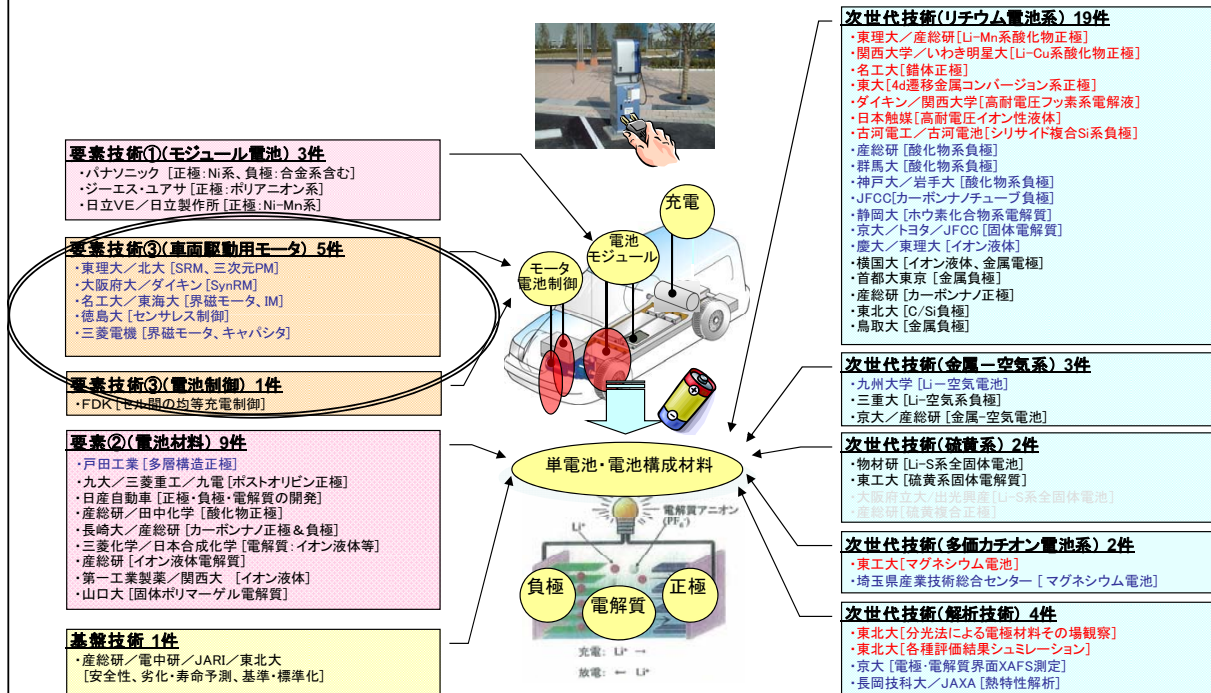 要素技術①(モジュール電池) 3件
・パナソニック [正極:Ni系、負極:合金系含む]
・ジーエス・ユアサ [正極:ポリアニオン系]
・日立VE/日立製作所 [正極:Ni-Mn系]
要素技術③(車両駆動用モータ) 5件
・東理大/北大 [SRM、三次元PM]
・大阪府大/ダイキン [SynRM]
・名工大/東海大 [界磁モータ、IM]
・徳島大 [センサレス制御]
・三菱電機 [界磁モータ、キャパシタ]
要素技術③(電池制御) 1件
・FDK [セル間の均等充電制御]
要素②(電池材料) 9件
・戸田工業 [多層構造正極]
・九大/三菱重工/九電 [ポストオリビン正極]
・日産自動車 [正極・負極・電解質の開発]
・産総研/田中化学 [酸化物正極]
・長崎大/産総研 [カーボンナノ正極&負極]
・三菱化学/日本合成化学 [電解質:イオン液体等]
・産総研 [イオン液体電解質]
・第一工業製薬/関西大 [イオン液体]
・山口大 [固体ポリマーゲル電解質]
基盤技術 1件
・産総研/電中研/JARI/東北大
[安全性、劣化・寿命予測、基準・標準化]
充電
電池
モジュール
モータ
電池制御
単電池・電池構成材料
電解質アニオン
(PF₆⁻)
Li⁺
負極
電解質
正極
充電: Li⁺ →
放電: ← Li⁺
次世代技術(リチウム電池系) 19件
・東理大/産総研[Li-Mn系酸化物正極]
・関西大学/いわき明星大[Li-Cu系酸化物正極]
・名工大[錯体正極]
・東大[4d遷移金属コンバージョン系正極]
・ダイキン/関西大学[高耐電圧フッ素系電解液]
・日本触媒[高耐電圧イオン性液体]
・古河電工/古河電池[シリサイド複合Si系負極]
・産総研 [酸化物系負極]
・群馬大 [酸化物系負極]
・神戸大/岩手大 [酸化物系負極]
・JFCC[カーボンナノチューブ負極]
・静岡大 [ホウ素化合物系電解質]
・京大/トヨタ/JFCC [固体電解質]
・慶大/東理大 [イオン液体]
・横国大 [イオン液体、金属電極]
・首都大東京 [金属負極]
・産総研 [カーボンナノ正極]
・東北大 [C/Si負極]
・鳥取大 [金属負極]
次世代技術(金属-空気系) 3件
・九州大学 [Li-空気電池]
・三重大 [Li-空気系負極]
・京大/産総研 [金属-空気電池]
次世代技術(硫黄系) 2件
・物材研 [Li-S系全固体電池]
・東工大 [硫黄系固体電解質]
・大阪府立大/出光興産[Li-S系全固体電池]
・産総研[硫黄複合正極]
次世代技術(多価カチオン電池系) 2件
・東工大[マグネシウム電池]
・埼玉県産業技術総合センター [ マグネシウム電池]
次世代技術(解析技術) 4件
・東北大[分光法による電極材料その場観察]
・東北大[各種評価結果シュミレーション]
・京大 [電極・電解質界面XAFS測定]
・長岡技科大/JAXA [熱特性解析]